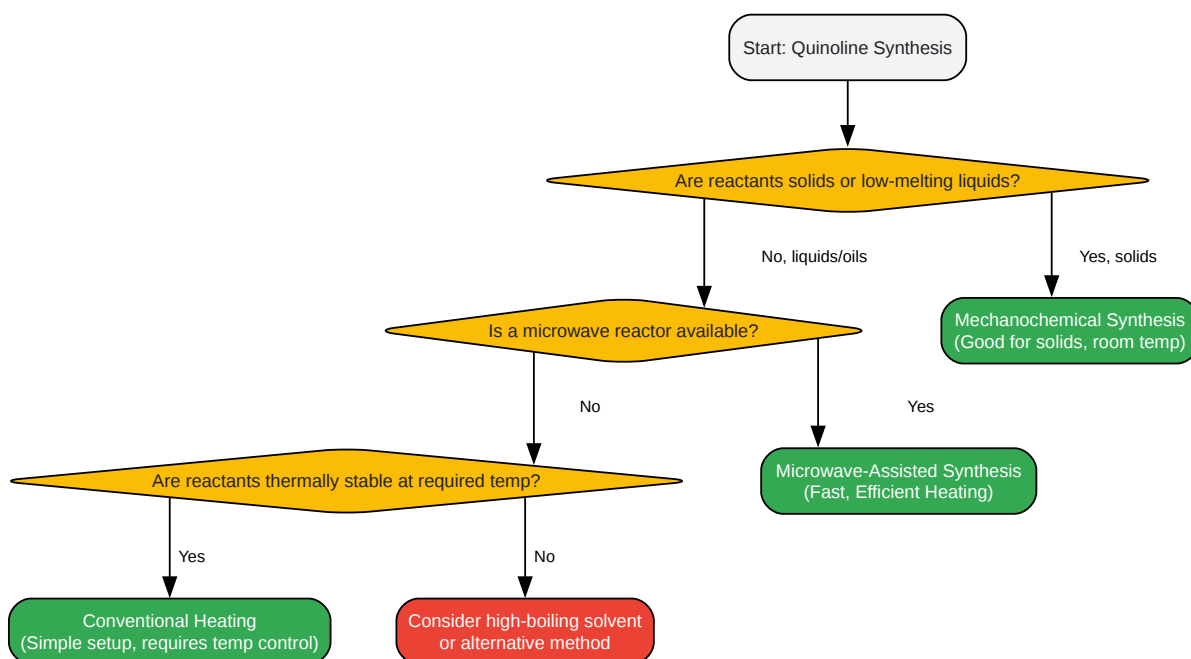 Start: Quinoline Synthesis
Are reactants solids or low-melting liquids?
No, liquids/oils
Yes, solids
Mechanochemical Synthesis
(Good for solids, room temp)
Is a microwave reactor available?
No
Yes
Microwave-Assisted Synthesis
(Fast, Efficient Heating)
Are reactants thermally stable at required temp?
Yes
No
Conventional Heating
(Simple setup, requires temp control)
Consider high-boiling solvent
or alternative method